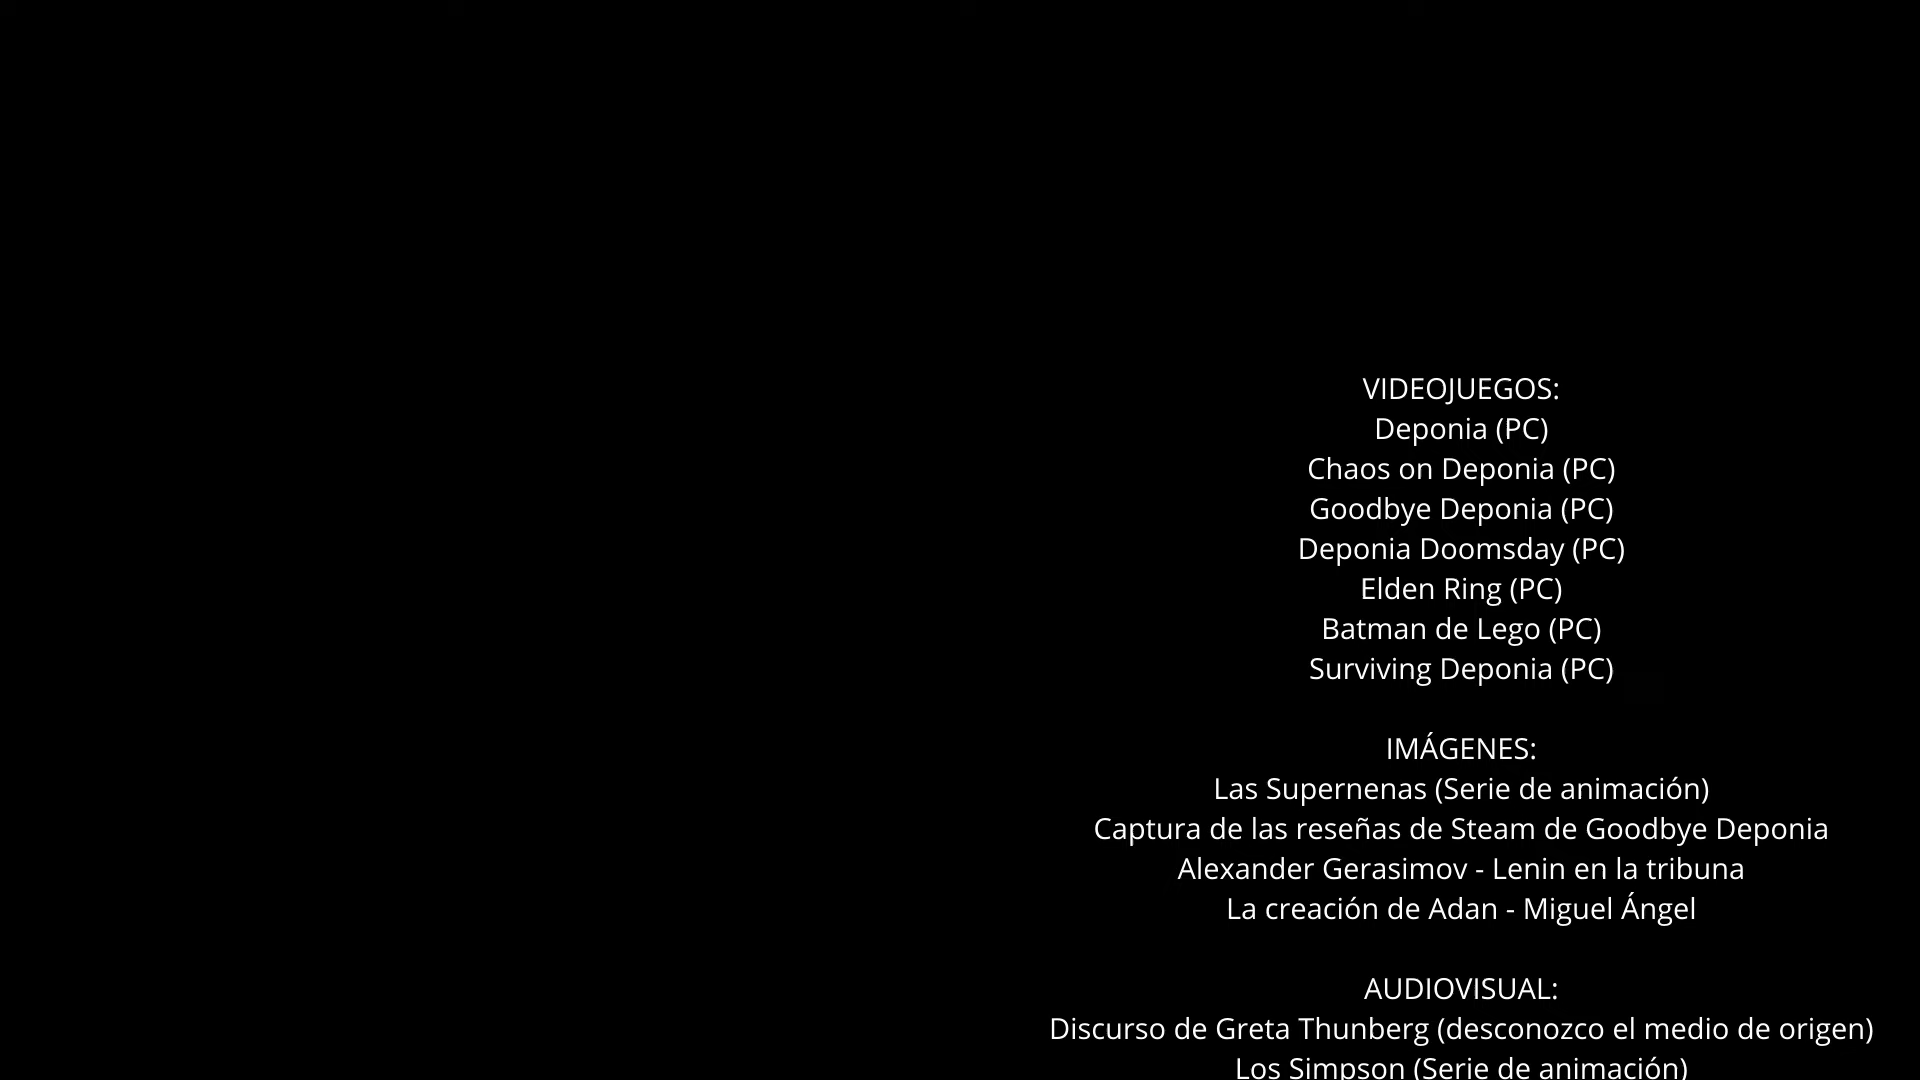 VIDEOJUEGOS:
Deponia (PC)
Chaos on Deponia (PC)
Goodbye Deponia (PC)
Deponia Doomsday (PC)
Elden Ring (PC)
Batman de Lego (PC)
Surviving Deponia (PC)
IMÁGENES:
Las Supernenas (Serie de animación)
Captura de las reseñas de Steam de Goodbye Deponia
Alexander Gerasimov - Lenin en la tribuna
La creación de Adan - Miguel Ángel
AUDIOVISUAL:
Discurso de Greta Thunberg (desconozco el medio de origen)
Los Simpson (Serie de animación)